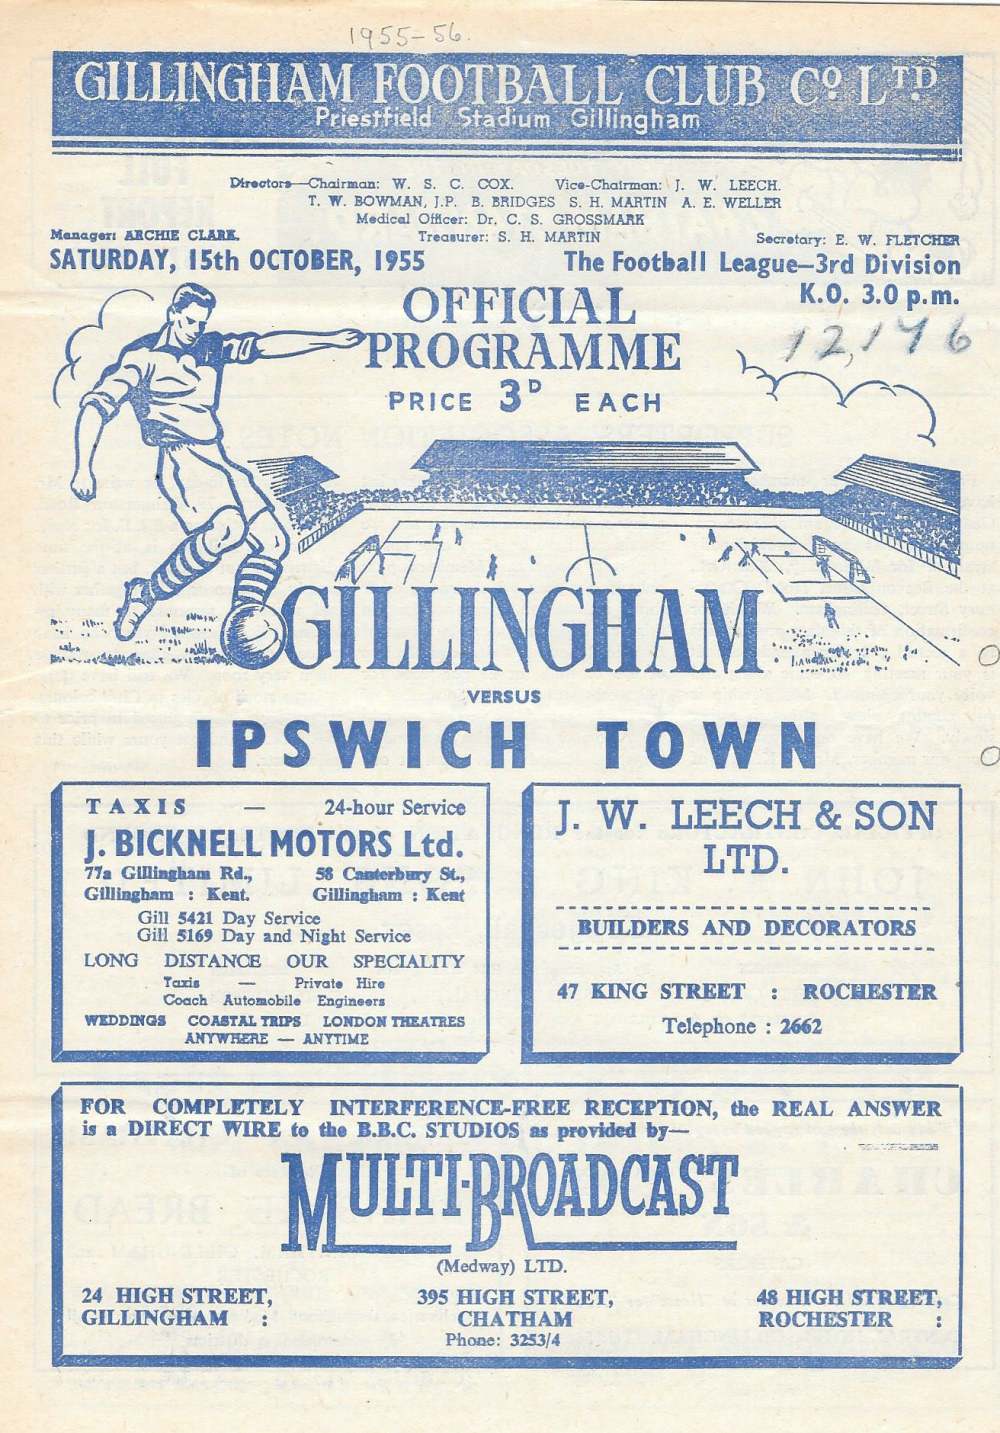 1955-56.
GILLINGHAM FOOTBALL CLUB Cº LTD
Priestfield Stadium Gillingham
Directors—Chairman: W. S. C. COX. Vice-Chairman: J. W. LEECH.
T. W. BOWMAN, J.P. B. BRIDGES S. H. MARTIN A. E. WELLER
Medical Officer: Dr. C. S. GROSSMARK
Manager: ARCHIE CLARK. Treasurer: S. H. MARTIN Secretary: E. W. FLETCHER
SATURDAY, 15th OCTOBER, 1955 The Football League—3rd Division
K.O. 3.0 p.m.
OFFICIAL
PROGRAMME
PRICE 3D EACH
GILLINGHAM
VERSUS
IPSWICH TOWN
TAXIS — 24-hour Service
J. BICKNELL MOTORS Ltd.
77a Gillingham Rd., 58 Canterbury St.,
Gillingham : Kent. Gillingham : Kent
Gill 5421 Day Service
Gill 5169 Day and Night Service
LONG DISTANCE OUR SPECIALITY
Taxis — Private Hire
Coach Automobile Engineers
WEDDINGS COASTAL TRIPS LONDON THEATRES
ANYWHERE — ANYTIME
J. W. LEECH & SON
LTD.
BUILDERS AND DECORATORS
47 KING STREET : ROCHESTER
Telephone : 2662
FOR COMPLETELY INTERFERENCE-FREE RECEPTION, the REAL ANSWER
is a DIRECT WIRE to the B.B.C. STUDIOS as provided by—
MULTI-BROADCAST
(Medway) LTD.
24 HIGH STREET, 395 HIGH STREET, 48 HIGH STREET,
GILLINGHAM : CHATHAM ROCHESTER :
Phone: 3253/4